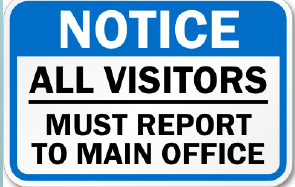 NOTICE
ALL VISITORS
MUST REPORT
TO MAIN OFFICE